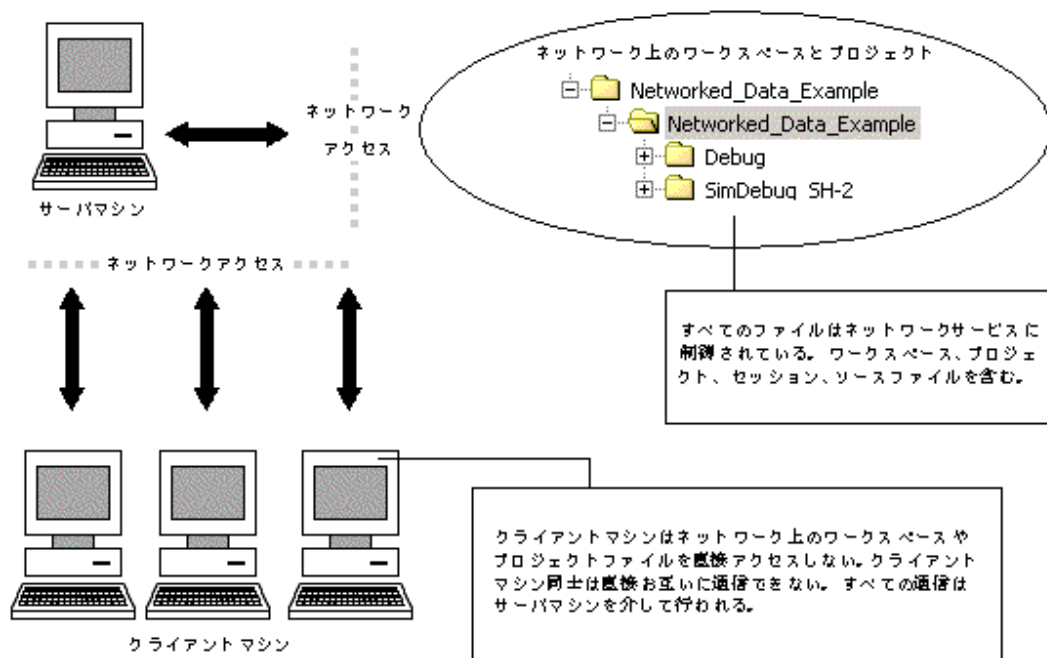 ネットワーク上のワークスペースとプロジェクト
Networked_Data_Example
Networked_Data_Example
Debug
SimDebug SH-2
ネットワーク
アクセス
サーバマシン
ネットワークアクセス
すべてのファイルはネットワークサービスに
制御されている。ワークスペース、プロジェ
クト、セッション、ソースファイルを含む。
クライアントマシンはネットワーク上のワークスペースや
プロジェクトファイルを直接アクセスしない。クライアント
マシン同士は直接お互いに通信できない。すべての通信は
サーバマシンを介して行われる。
クライアントマシン